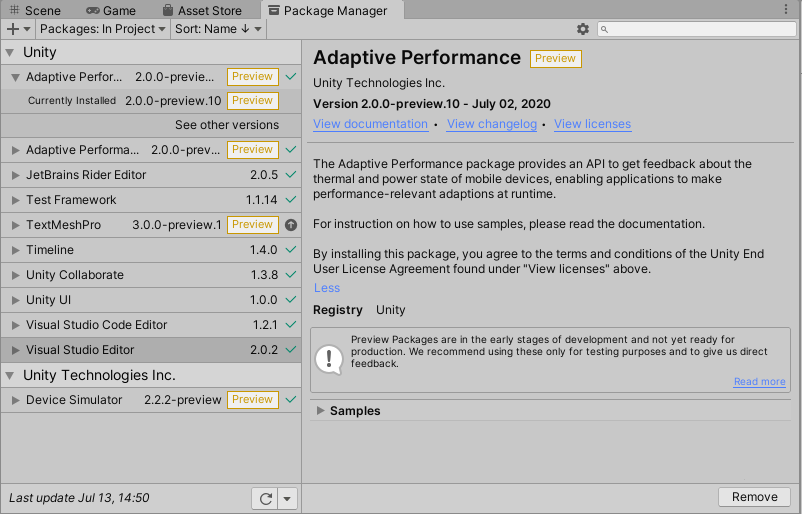 Scene Game Asset Store Package Manager
Packages: In Project Sort: Name ↓
Unity
Adaptive Perfor... 2.0.0-previe... Preview
Currently Installed 2.0.0-preview.10 Preview
See other versions
Adaptive Performa... 2.0.0-prev... Preview
JetBrains Rider Editor 2.0.5
Test Framework 1.1.14
TextMeshPro 3.0.0-preview.1 Preview
Timeline 1.4.0
Unity Collaborate 1.3.8
Unity UI 1.0.0
Visual Studio Code Editor 1.2.1
Visual Studio Editor 2.0.2
Unity Technologies Inc.
Device Simulator 2.2.2-preview Preview
Last update Jul 13, 14:50
Adaptive Performance Preview
Unity Technologies Inc.
Version 2.0.0-preview.10 - July 02, 2020
View documentation • View changelog • View licenses
The Adaptive Performance package provides an API to get feedback about the
thermal and power state of mobile devices, enabling applications to make
performance-relevant adaptions at runtime.
For instruction on how to use samples, please read the documentation.
By installing this package, you agree to the terms and conditions of the Unity End
User License Agreement found under "View licenses" above.
Less
Registry Unity
Preview Packages are in the early stages of development and not yet ready for
production. We recommend using these only for testing purposes and to give us direct
feedback.
Read more
Samples
Remove